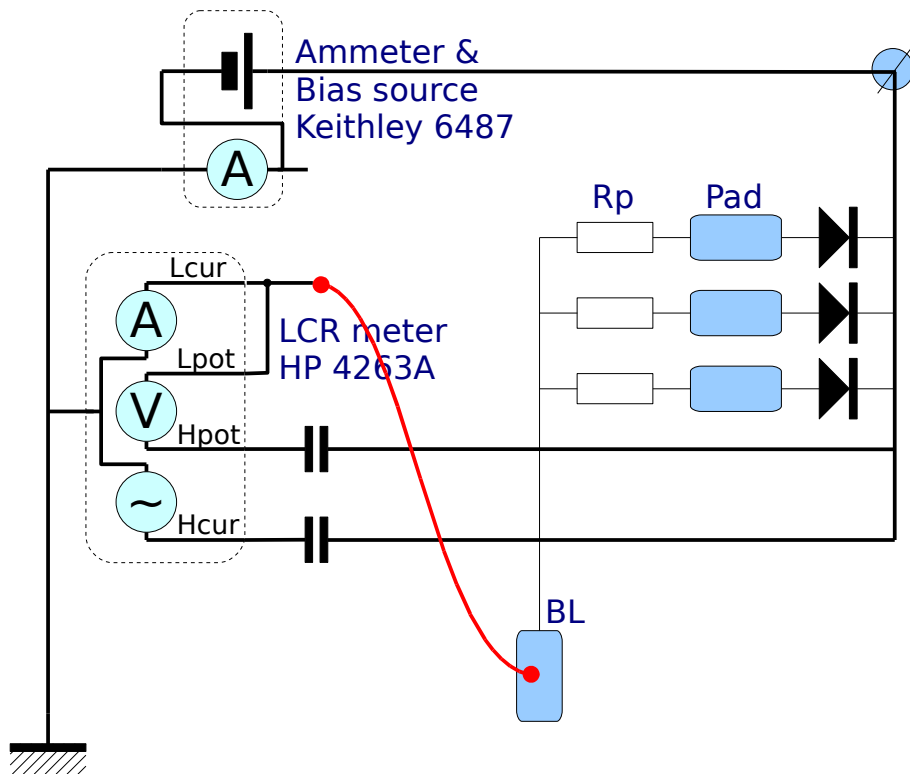 Ammeter &
Bias source
Keithley 6487
A
Rp
Pad
Lcur
A
LCR meter
HP 4263A
Lpot
V
Hpot
~
Hcur
BL